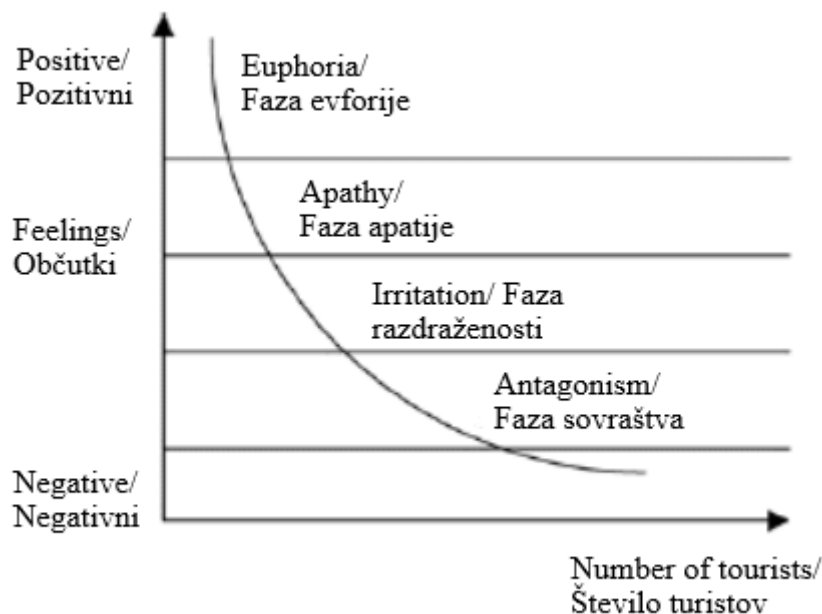 Positive/
Pozitivni
Euphoria/
Faza evforije
Apathy/
Faza apatije
Feelings/
Občutki
Irritation/ Faza
razdraženosti
Antagonism/
Faza sovraštva
Negative/
Negativni
Number of tourists/
Število turistov